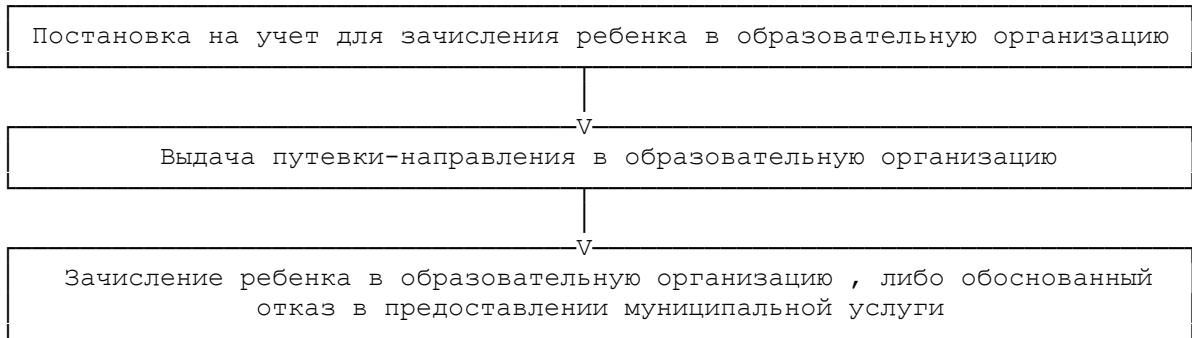 Постановка на учет для зачисления ребенка в образовательную организацию
V
Выдача путевки-направления в образовательную организацию
V
Зачисление ребенка в образовательную организацию , либо обоснованный
отказ в предоставлении муниципальной услуги